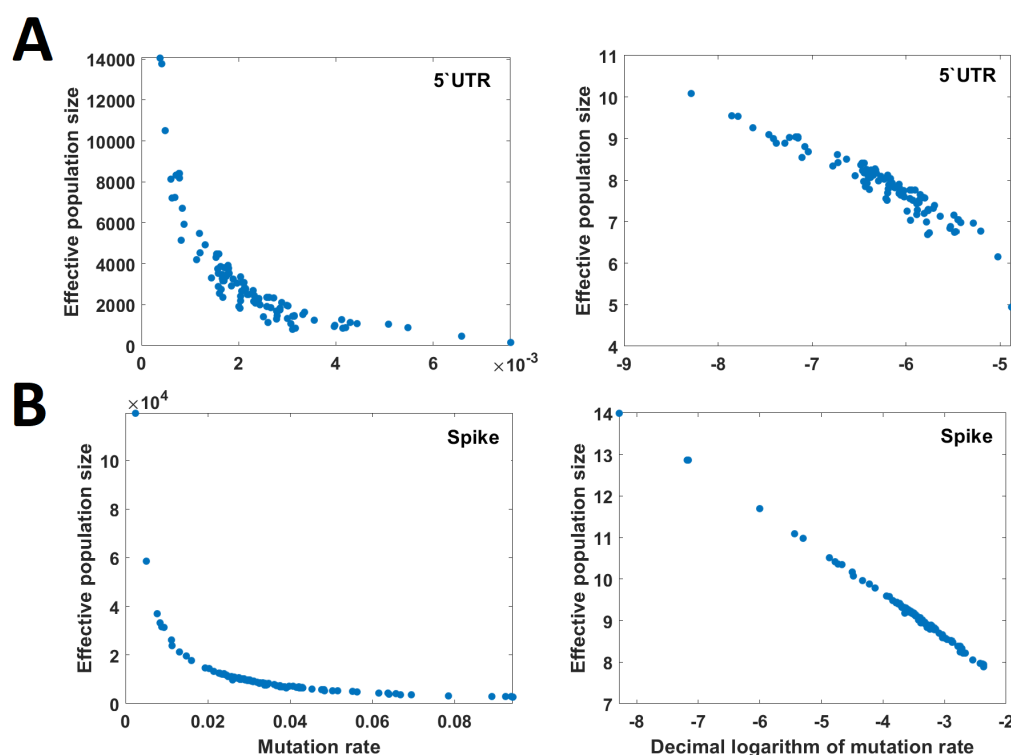 A
5`UTR
Effective population size
14000
12000
10000
8000
6000
4000
2000
0
0 2 4 6 ×10⁻³
5`UTR
Effective population size
11
10
9
8
7
6
5
4
-9 -8 -7 -6 -5
B
×10⁴
Spike
Effective population size
10
8
6
4
2
0
0 0.02 0.04 0.06 0.08
Mutation rate
Spike
Effective population size
14
13
12
11
10
9
8
7
-8 -7 -6 -5 -4 -3 -2
Decimal logarithm of mutation rate